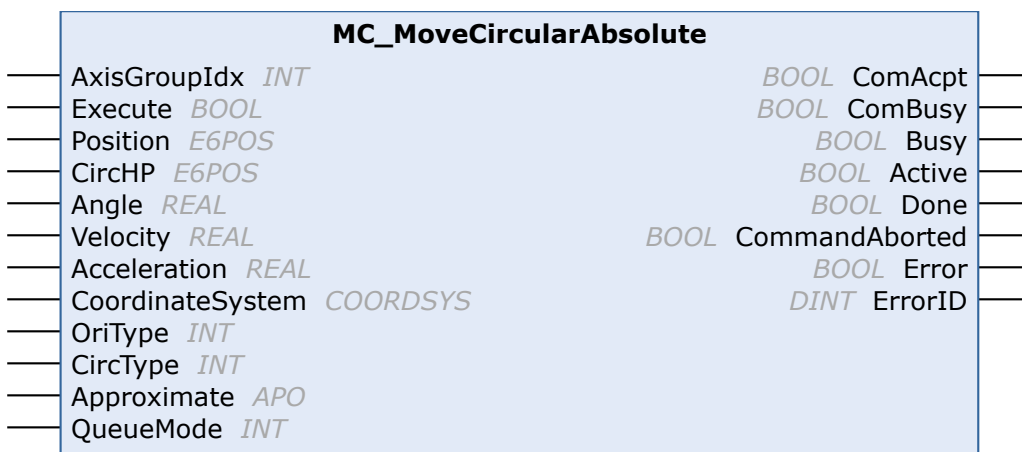 MC_MoveCircularAbsolute
AxisGroupIdx INT BOOL ComAcpt
Execute BOOL BOOL ComBusy
Position E6POS BOOL Busy
CircHP E6POS BOOL Active
Angle REAL BOOL Done
Velocity REAL BOOL CommandAborted
Acceleration REAL BOOL Error
CoordinateSystem COORDSYS DINT ErrorID
OriType INT
CircType INT
Approximate APO
QueueMode INT